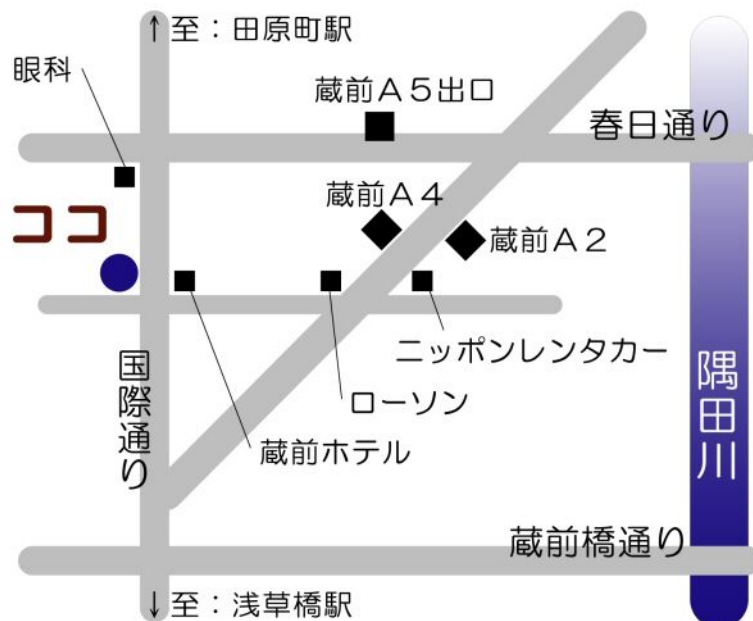 ↑至：田原町駅
眼科
蔵前A5出口
春日通り
蔵前A4
ココ
蔵前A2
ニッポンレンタカー
国際通り
ローソン
隅田川
蔵前ホテル
蔵前橋通り
↓至：浅草橋駅